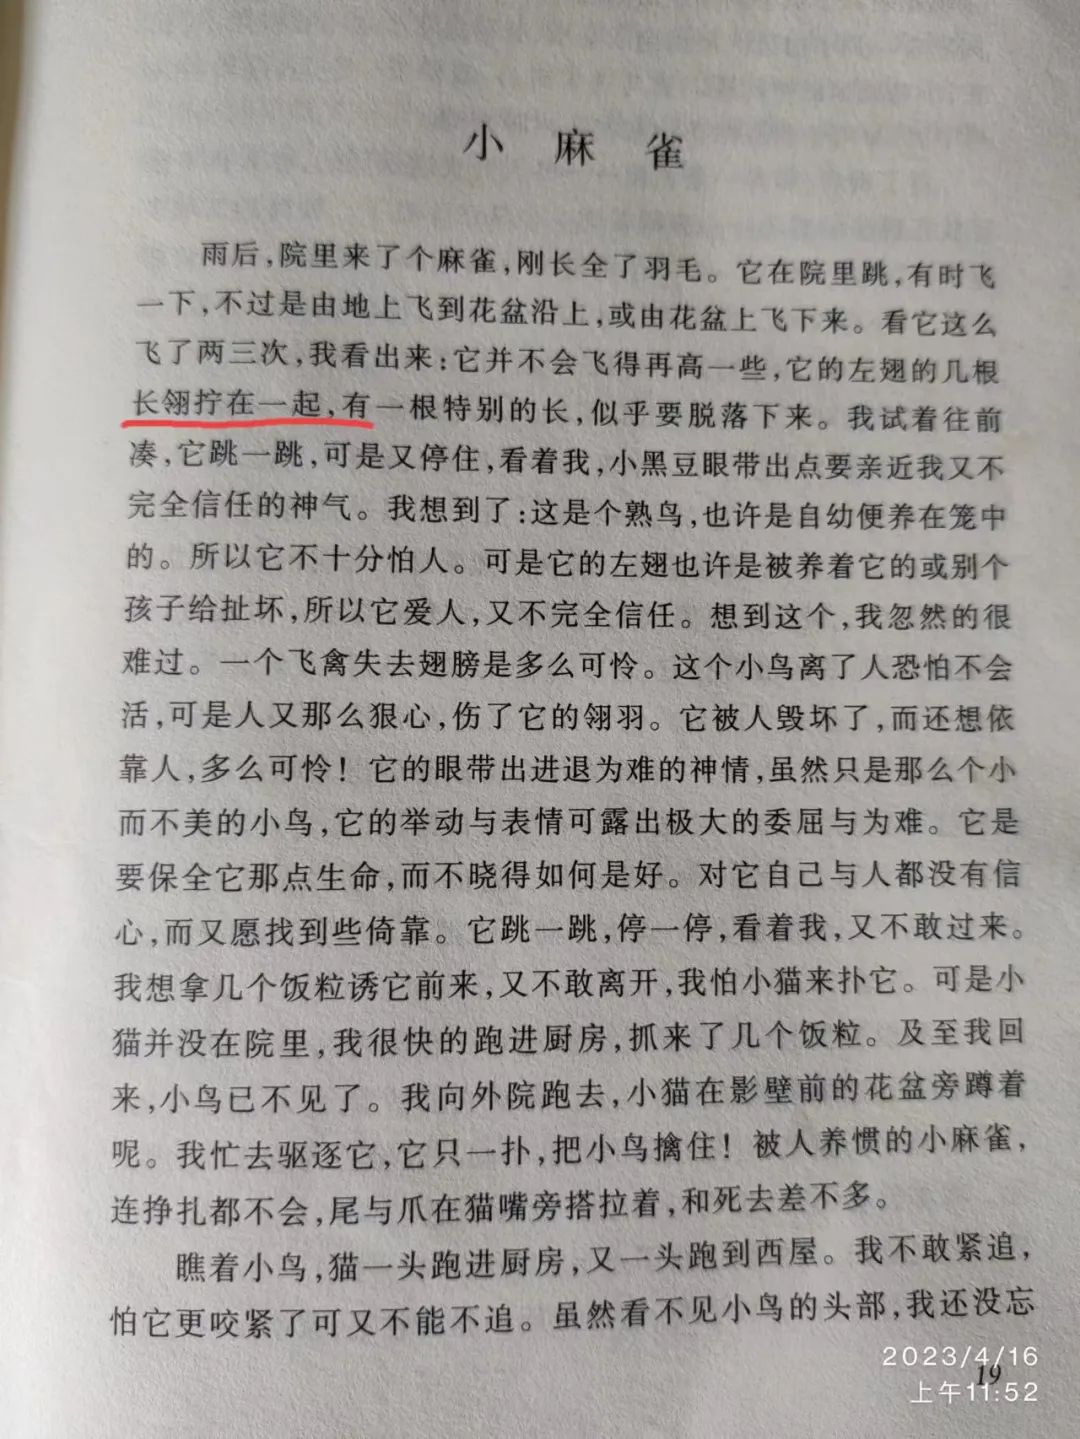 小麻雀
雨后,院里来了个麻雀,刚长全了羽毛。它在院里跳,有时飞
一下,不过是由地上飞到花盆沿上,或由花盆上飞下来。看它这么
飞了两三次,我看出来:它并不会飞得再高一些,它的左翅的几根
长翎拧在一起,有一根特别的长,似乎要脱落下来。我试着往前
凑,它跳一跳,可是又停住,看着我,小黑豆眼带出点要亲近我又不
完全信任的神气。我想到了:这是个熟鸟,也许是自幼便养在笼中
的。所以它不十分怕人。可是它的左翅也许是被养着它的或别个
孩子给扯坏,所以它爱人,又不完全信任。想到这个,我忽然的很
难过。一个飞禽失去翅膀是多么可怜。这个小鸟离了人恐怕不会
活,可是人又那么狠心,伤了它的翎羽。它被人毁坏了,而还想依
靠人,多么可怜!它的眼带出进退为难的神情,虽然只是那么个小
而不美的小鸟,它的举动与表情可露出极大的委屈与为难。它是
要保全它那点生命,而不晓得如何是好。对它自己与人都没有信
心,而又愿找到些倚靠。它跳一跳,停一停,看着我,又不敢过来。
我想拿几个饭粒诱它前来,又不敢离开,我怕小猫来扑它。可是小
猫并没在院里,我很快的跑进厨房,抓来了几个饭粒。及至我回
来,小鸟已不见了。我向外院跑去,小猫在影壁前的花盆旁蹲着
呢。我忙去驱逐它,它只一扑,把小鸟擒住!被人养惯的小麻雀,
连挣扎都不会,尾与爪在猫嘴旁搭拉着,和死去差不多。
瞧着小鸟,猫一头跑进厨房,又一头跑到西屋。我不敢紧追,
怕它更咬紧了可又不能不追。虽然看不见小鸟的头部,我还没忘
2023/4/16
19
上午11:52